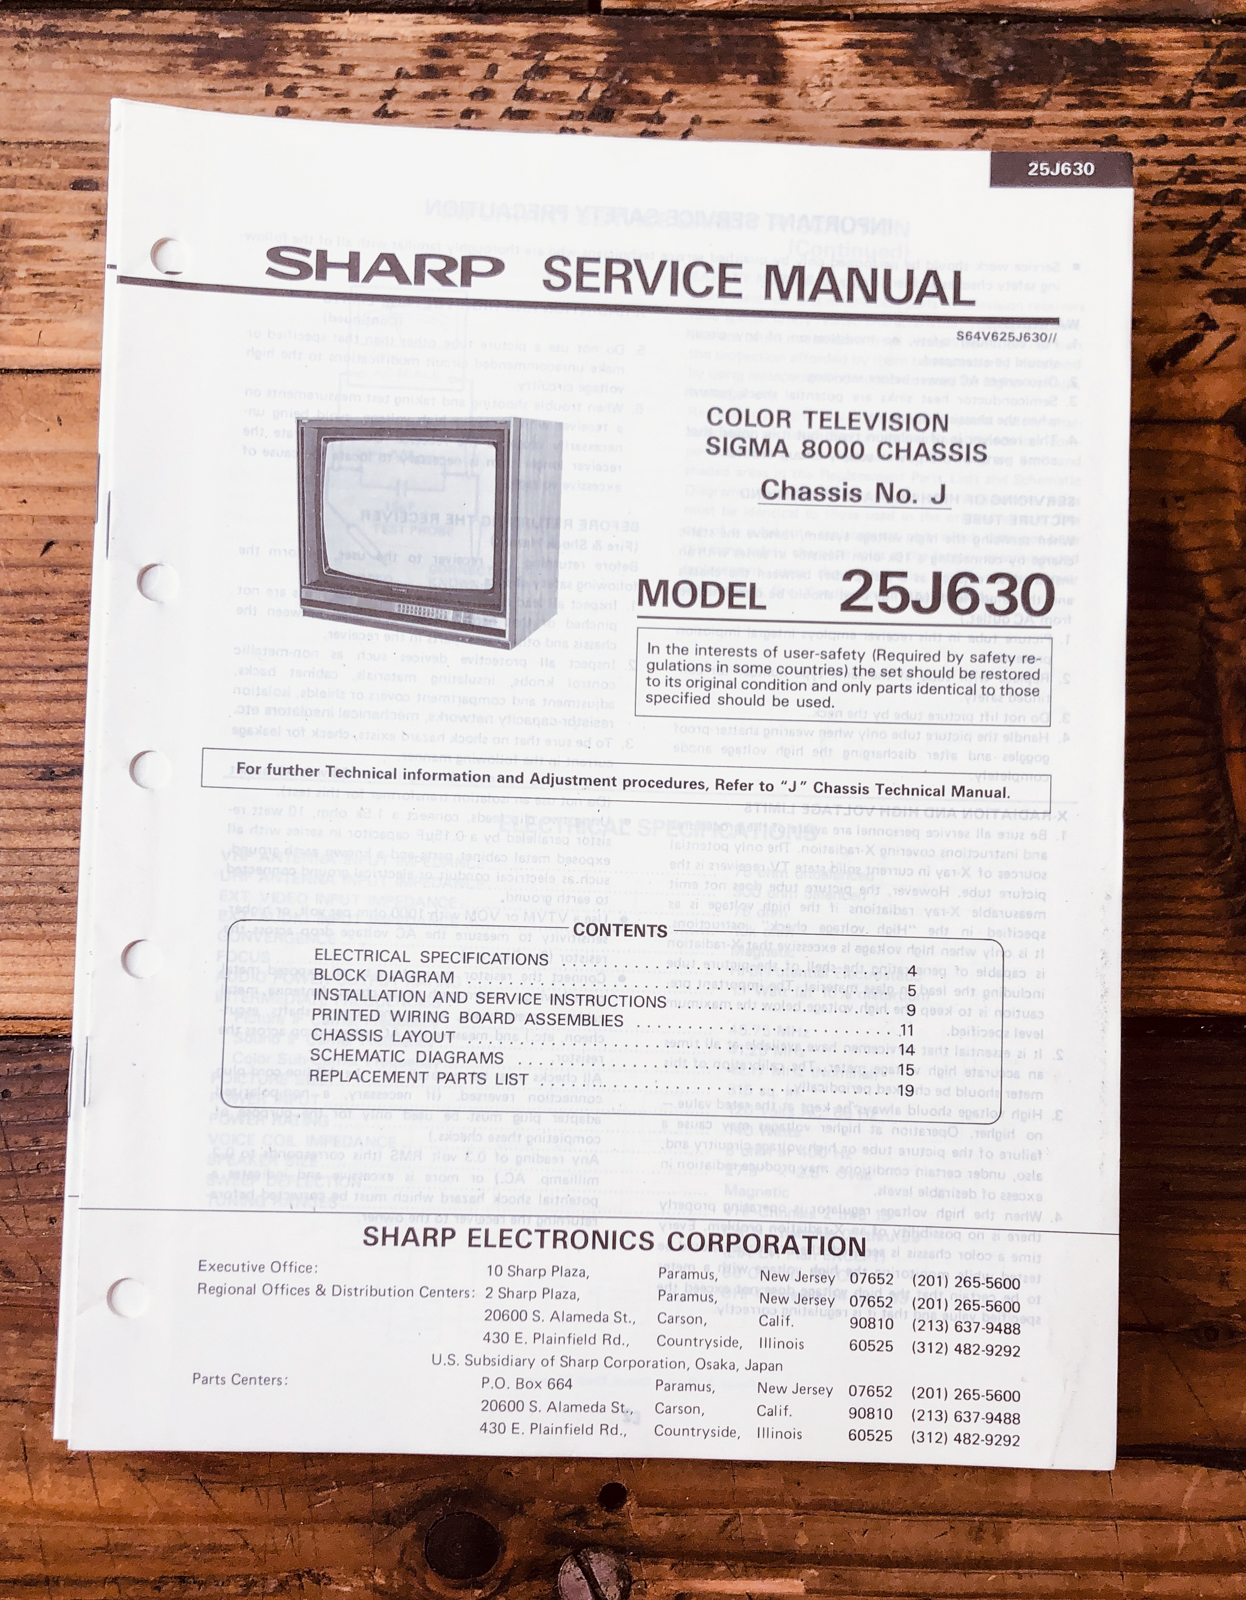 25J630
SHARP SERVICE MANUAL
S64V625J630//
COLOR TELEVISION
SIGMA 8000 CHASSIS
Chassis No. J
MODEL 25J630
In the interests of user-safety (Required by safety re-
gulations in some countries) the set should be restored
to its original condition and only parts identical to those
specified should be used.
For further Technical information and Adjustment procedures, Refer to "J" Chassis Technical Manual.
CONTENTS
ELECTRICAL SPECIFICATIONS . . . . . . . . . . . . . . . . . . . . . . . . . . 4
BLOCK DIAGRAM . . . . . . . . . . . . . . . . . . . . . . . . . . . . . . . . . . 5
INSTALLATION AND SERVICE INSTRUCTIONS . . . . . . . . . . . . . . . . 9
PRINTED WIRING BOARD ASSEMBLIES . . . . . . . . . . . . . . . . . . . . 11
CHASSIS LAYOUT . . . . . . . . . . . . . . . . . . . . . . . . . . . . . . . . . 14
SCHEMATIC DIAGRAMS . . . . . . . . . . . . . . . . . . . . . . . . . . . . . 15
REPLACEMENT PARTS LIST . . . . . . . . . . . . . . . . . . . . . . . . . . . 19
SHARP ELECTRONICS CORPORATION
Executive Office: 10 Sharp Plaza, Paramus, New Jersey 07652 (201) 265-5600
Regional Offices & Distribution Centers: 2 Sharp Plaza, Paramus, New Jersey 07652 (201) 265-5600
20600 S. Alameda St., Carson, Calif. 90810 (213) 637-9488
430 E. Plainfield Rd., Countryside, Illinois 60525 (312) 482-9292
U.S. Subsidiary of Sharp Corporation, Osaka, Japan
Parts Centers: P.O. Box 664 Paramus, New Jersey 07652 (201) 265-5600
20600 S. Alameda St., Carson, Calif. 90810 (213) 637-9488
430 E. Plainfield Rd., Countryside, Illinois 60525 (312) 482-9292